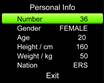 Personal Info
Number 36
Gender FEMALE
Age 20
Height / cm 160
Weight / kg 50
Nation ERS
Exit